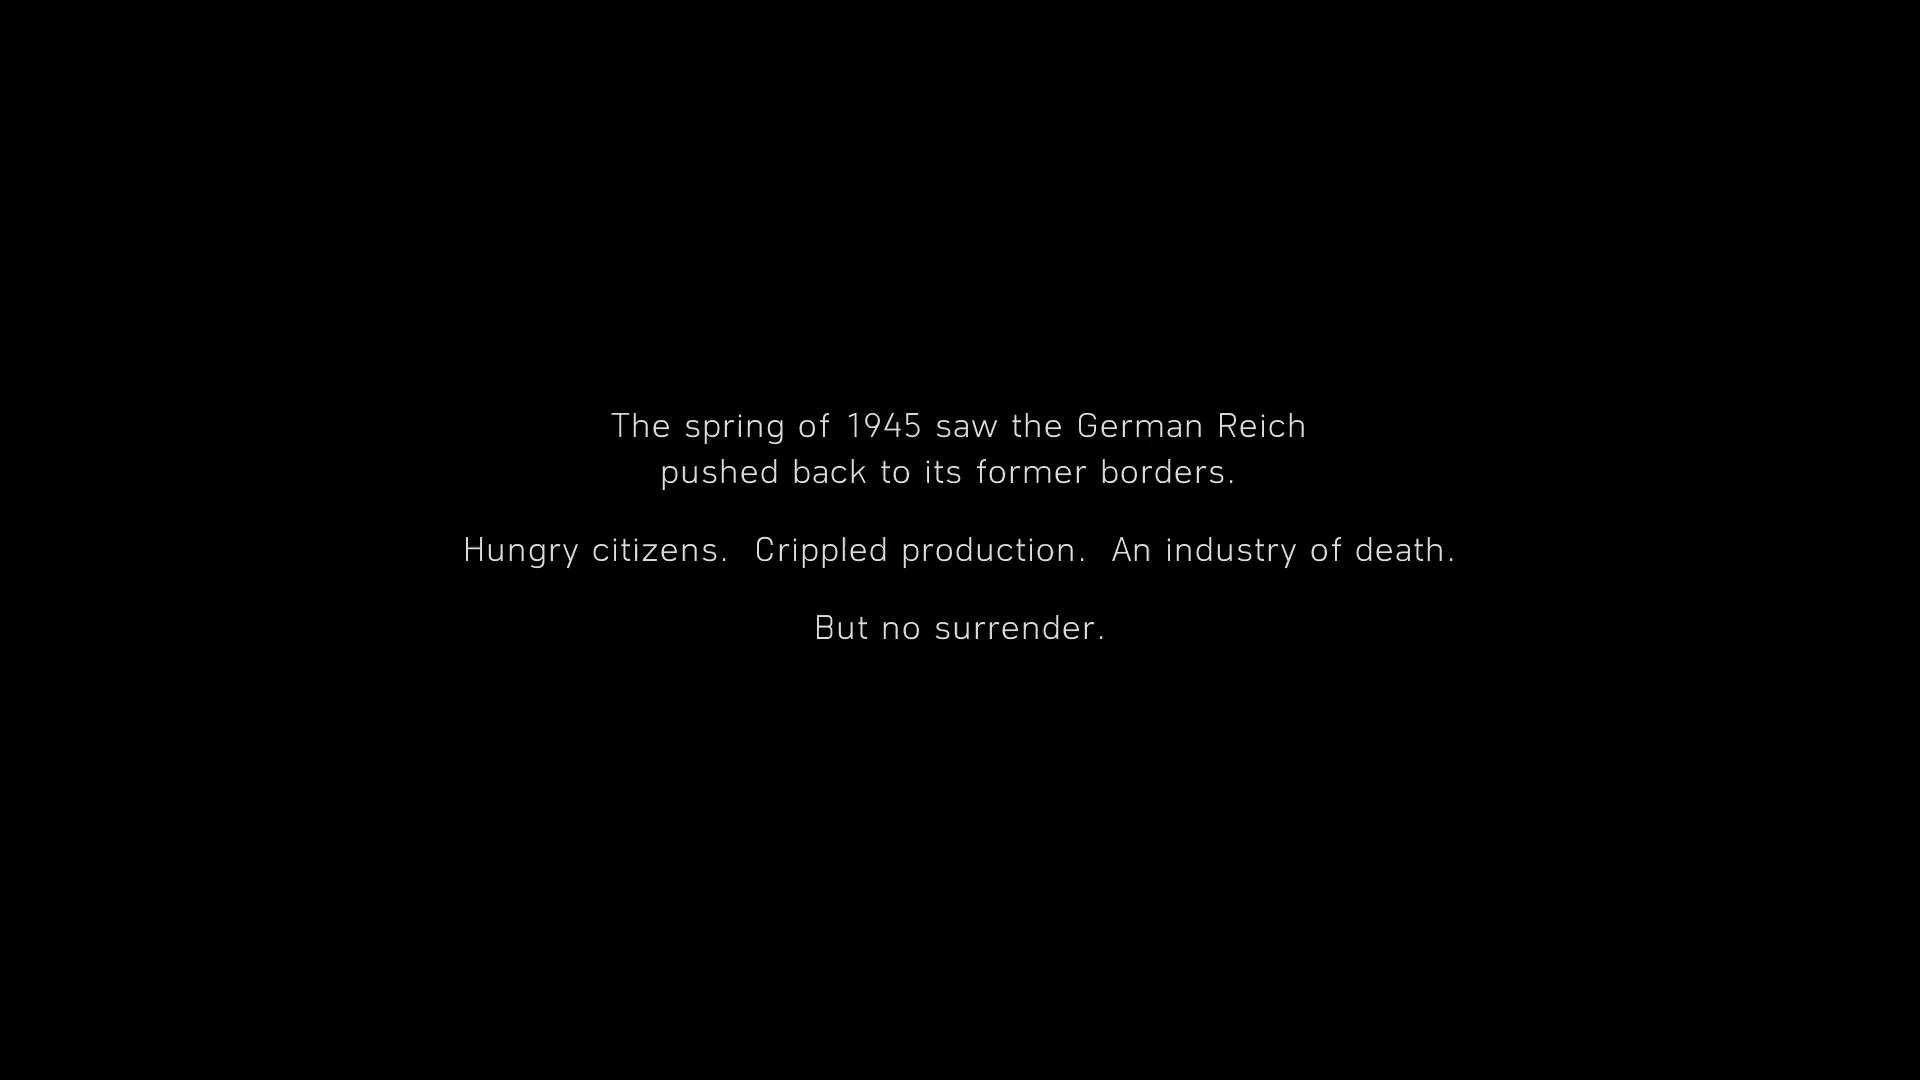 The spring of 1945 saw the German Reich
pushed back to its former borders.
Hungry citizens.  Crippled production.  An industry of death.
But no surrender.